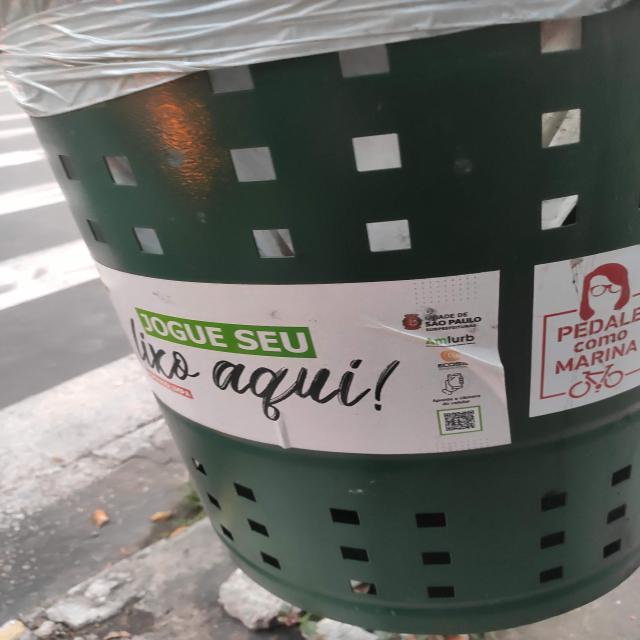 JOGUE SEU
lixo aqui!
CIDADE DE
SÃO PAULO
Amlurb
PEDALE
como
MARINA